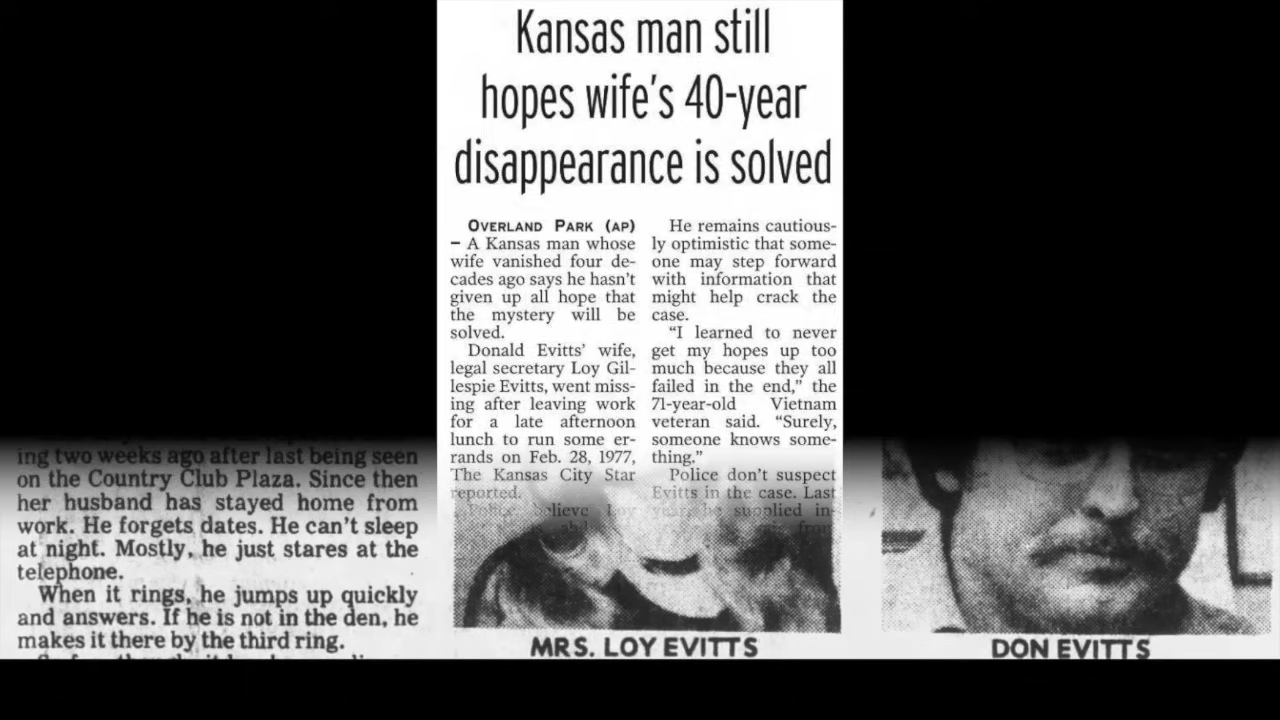 Kansas man still
hopes wife's 40-year
disappearance is solved
OVERLAND PARK (AP)
– A Kansas man whose
wife vanished four de-
cades ago says he hasn't
given up all hope that
the mystery will be
solved.
Donald Evitts' wife,
legal secretary Loy Gil-
lespie Evitts, went miss-
ing after leaving work
for a late afternoon
lunch to run some er-
rands on Feb. 28, 1977,
The Kansas City Star
reported.
Police believe Loy
He remains cautious-
ly optimistic that some-
one may step forward
with information that
might help crack the
case.
"I learned to never
get my hopes up too
much because they all
failed in the end," the
71-year-old Vietnam
veteran said. "Surely,
someone knows some-
thing."
Police don't suspect
Evitts in the case. Last
year he supplied in-
from
ing two weeks ago after last being seen
on the Country Club Plaza. Since then
her husband has stayed home from
work. He forgets dates. He can't sleep
at night. Mostly, he just stares at the
telephone.
When it rings, he jumps up quickly
and answers. If he is not in the den, he
makes it there by the third ring.
MRS. LOY EVITTS
DON EVITTS